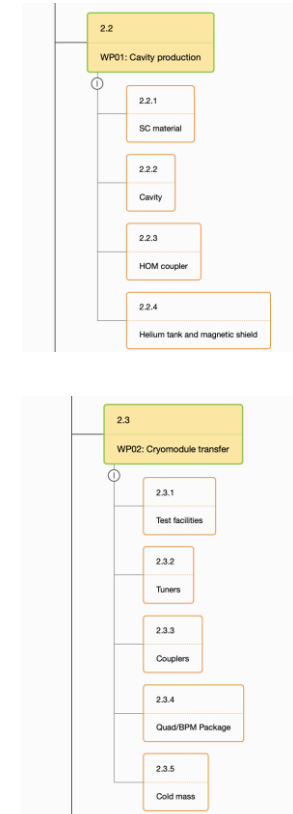 2.2
WP01: Cavity production
2.2.1
SC material
2.2.2
Cavity
2.2.3
HOM coupler
2.2.4
Helium tank and magnetic shield
2.3
WP02: Cryomodule transfer
2.3.1
Test facilities
2.3.2
Tuners
2.3.3
Couplers
2.3.4
Quad/BPM Package
2.3.5
Cold mass